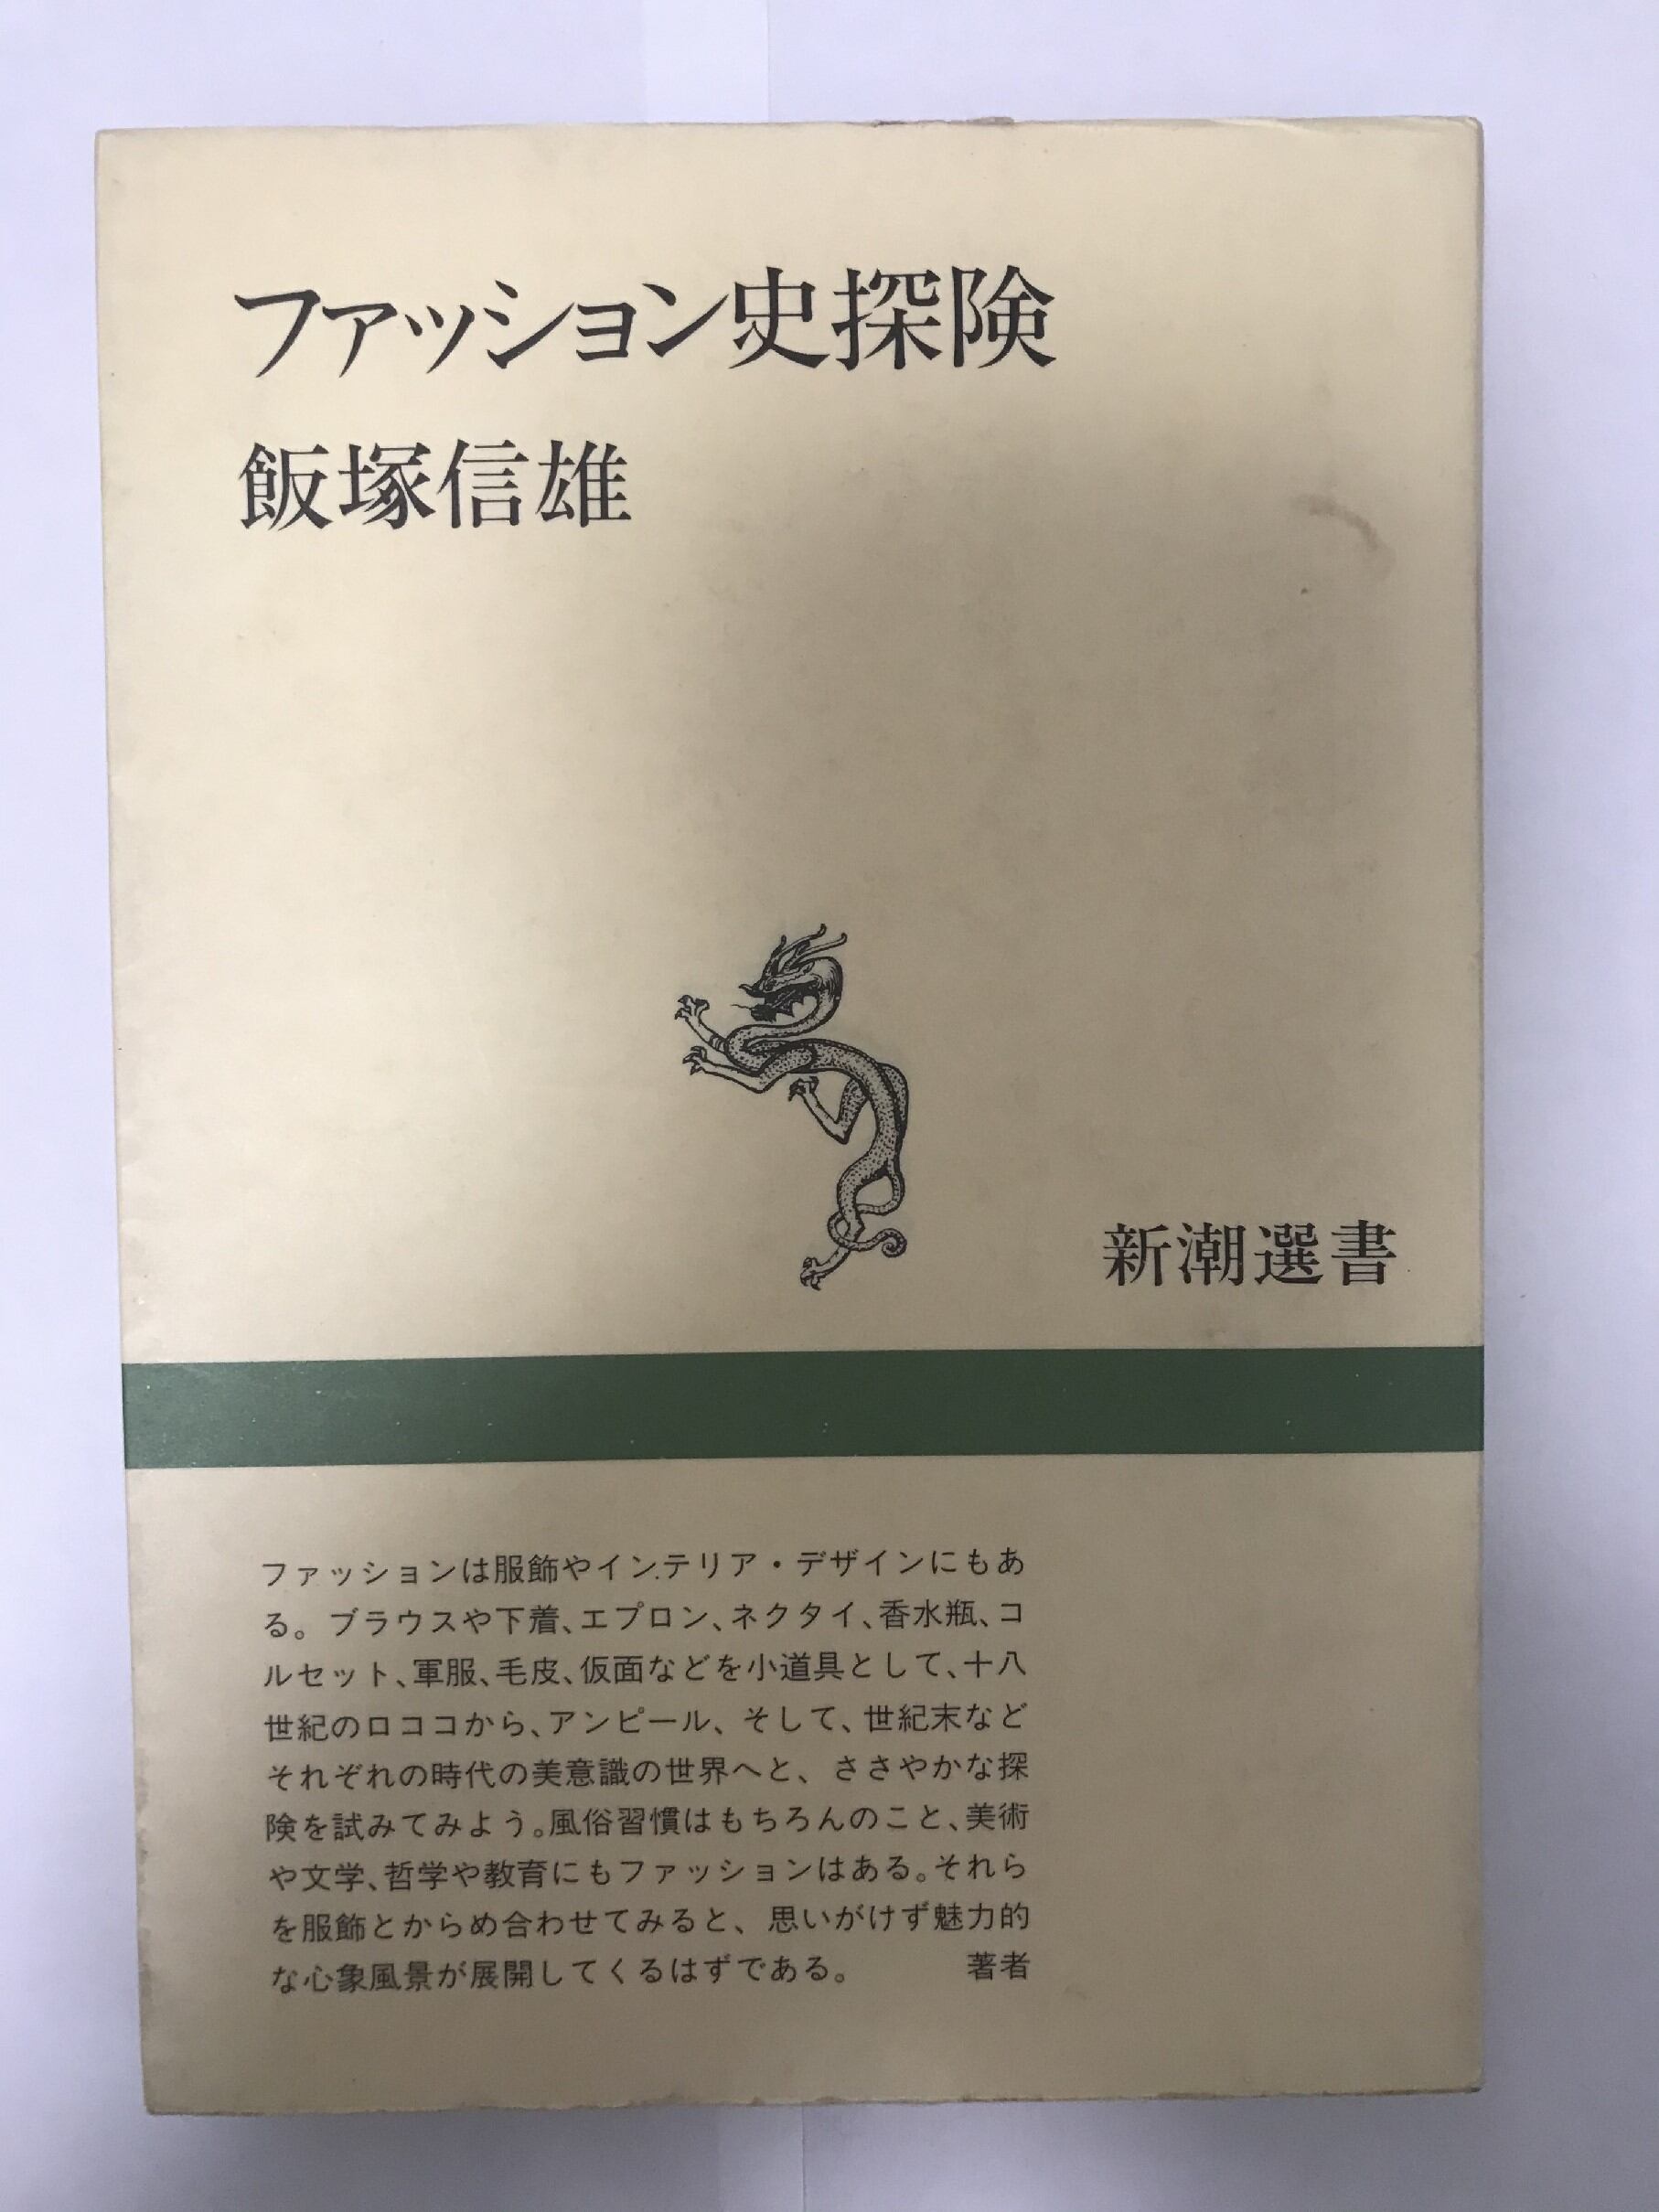 ファッション史探険
飯塚信雄
新潮選書
ファッションは服飾やインテリア・デザインにもあ
る。ブラウスや下着、エプロン、ネクタイ、香水瓶、コ
ルセット、軍服、毛皮、仮面などを小道具として、十八
世紀のロココから、アンピール、そして、世紀末など
それぞれの時代の美意識の世界へと、ささやかな探
険を試みてみよう。風俗習慣はもちろんのこと、美術
や文学、哲学や教育にもファッションはある。それら
を服飾とからめ合わせてみると、思いがけず魅力的
な心象風景が展開してくるはずである。 著者